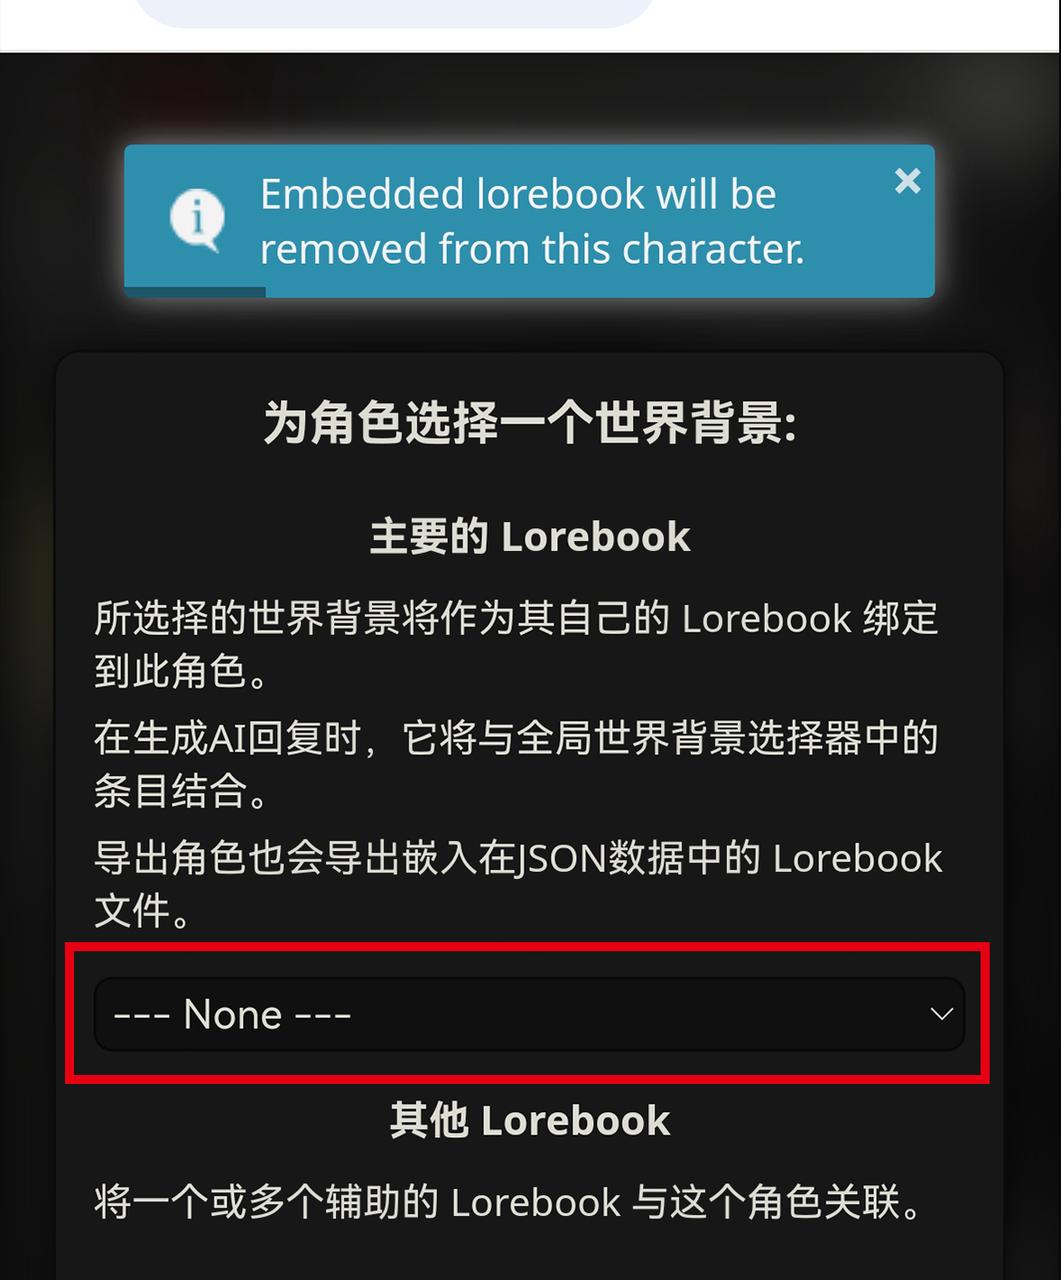 Embedded lorebook will be
removed from this character.
为角色选择一个世界背景:
主要的 Lorebook
所选择的世界背景将作为其自己的 Lorebook 绑定
到此角色。
在生成AI回复时，它将与全局世界背景选择器中的
条目结合。
导出角色也会导出嵌入在JSON数据中的 Lorebook
文件。
--- None ---
其他 Lorebook
将一个或多个辅助的 Lorebook 与这个角色关联。